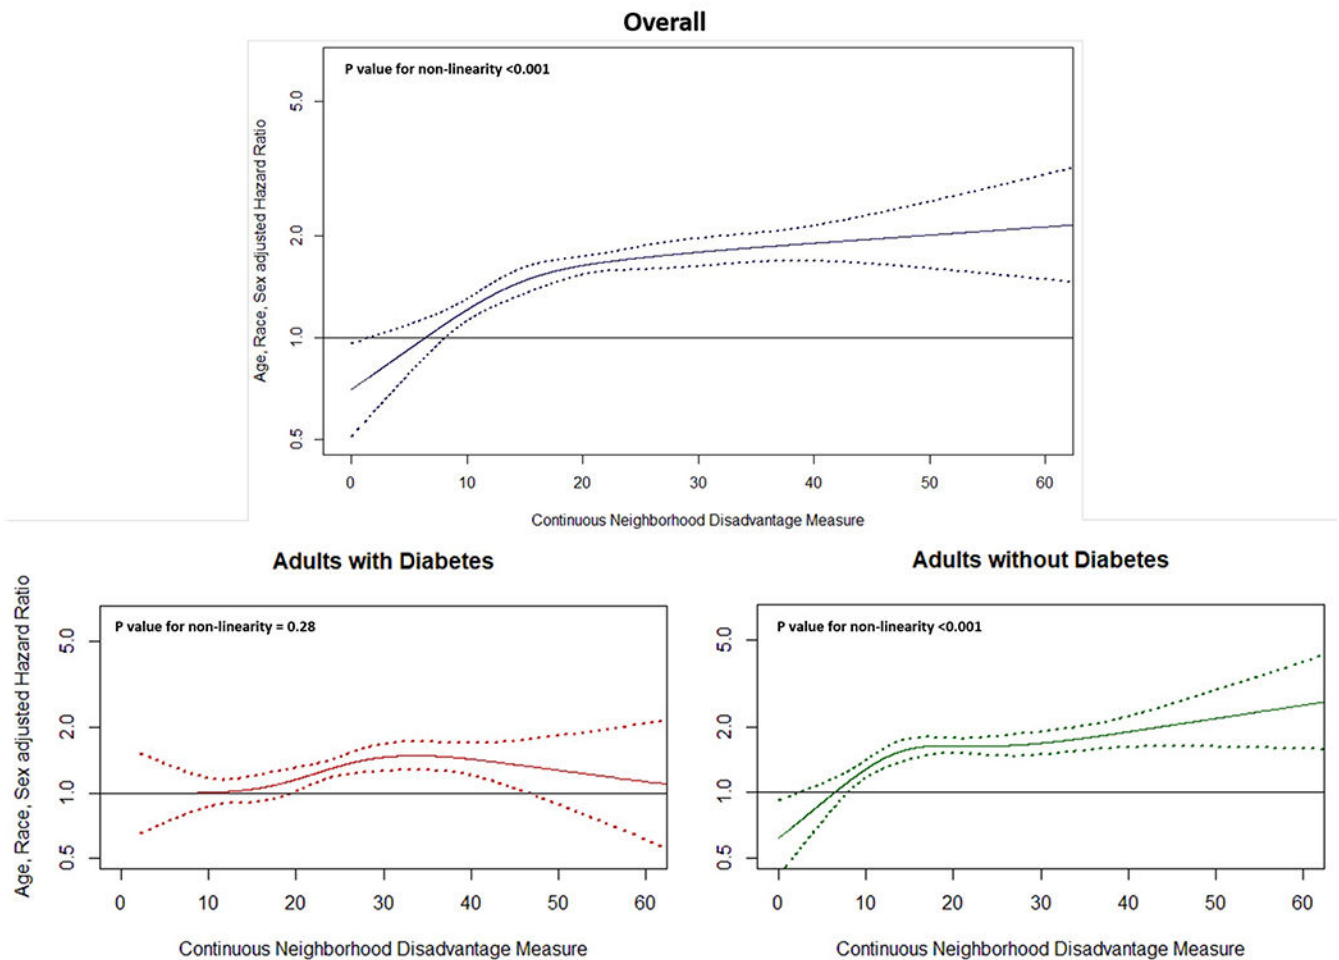 Overall
P value for non-linearity <0.001
Age, Race, Sex adjusted Hazard Ratio
5.0
2.0
1.0
0.5
0 10 20 30 40 50 60
Continuous Neighborhood Disadvantage Measure
Adults with Diabetes
P value for non-linearity = 0.28
Age, Race, Sex adjusted Hazard Ratio
5.0
2.0
1.0
0.5
0 10 20 30 40 50 60
Continuous Neighborhood Disadvantage Measure
Adults without Diabetes
P value for non-linearity <0.001
5.0
2.0
1.0
0.5
0 10 20 30 40 50 60
Continuous Neighborhood Disadvantage Measure